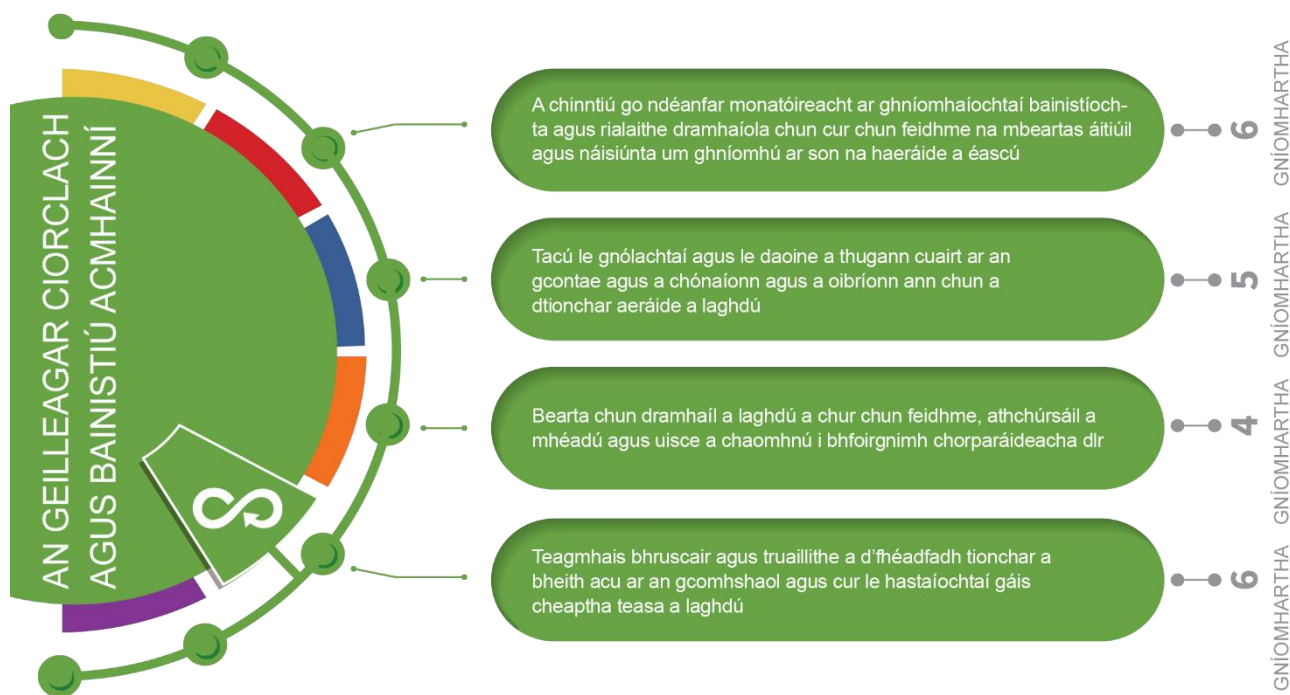 AN GEILLEAGAR CIORCLACH
AGUS BAINISTIÚ ACMHAINNÍ
A chinntiú go ndéanfar monatóireacht ar ghníomhaíochtaí bainistíoch-
ta agus rialaithe dramhaíola chun cur chun feidhme na mbeartas áitiúil
agus náisiúnta um ghníomhú ar son na haeráide a éascú
6
GNÍOMHARTHA
Tacú le gnólachtaí agus le daoine a thugann cuairt ar an
gcontae agus a chónaíonn agus a oibríonn ann chun a
dtionchar aeráide a laghdú
5
GNÍOMHARTHA
Bearta chun dramhaíl a laghdú a chur chun feidhme, athchúrsáil a
mhéadú agus uisce a chaomhnú i bhfoirgnimh chorparáideacha dlr
4
GNÍOMHARTHA
Teagmhais bhruscair agus truaillithe a d’fhéadfadh tionchar a
bheith acu ar an gcomhshaol agus cur le hastaíochtaí gáis
cheaptha teasa a laghdú
6
GNÍOMHARTHA